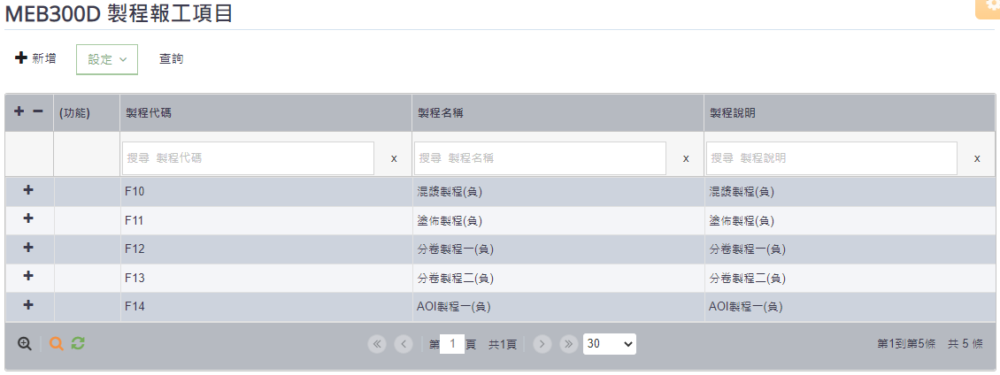 MEB300D 製程報工項目
新增 設定 查詢
(功能) 製程代碼 製程名稱 製程說明
搜尋 製程代碼 x 搜尋 製程名稱 x 搜尋 製程說明 x
F10 混漿製程(負) 混漿製程(負)
F11 塗佈製程(負) 塗佈製程(負)
F12 分卷製程一(負) 分卷製程一(負)
F13 分卷製程二(負) 分卷製程二(負)
F14 AOI製程一(負) AOI製程一(負)
第 1 頁 共1頁 30 第1到第5條 共 5 條